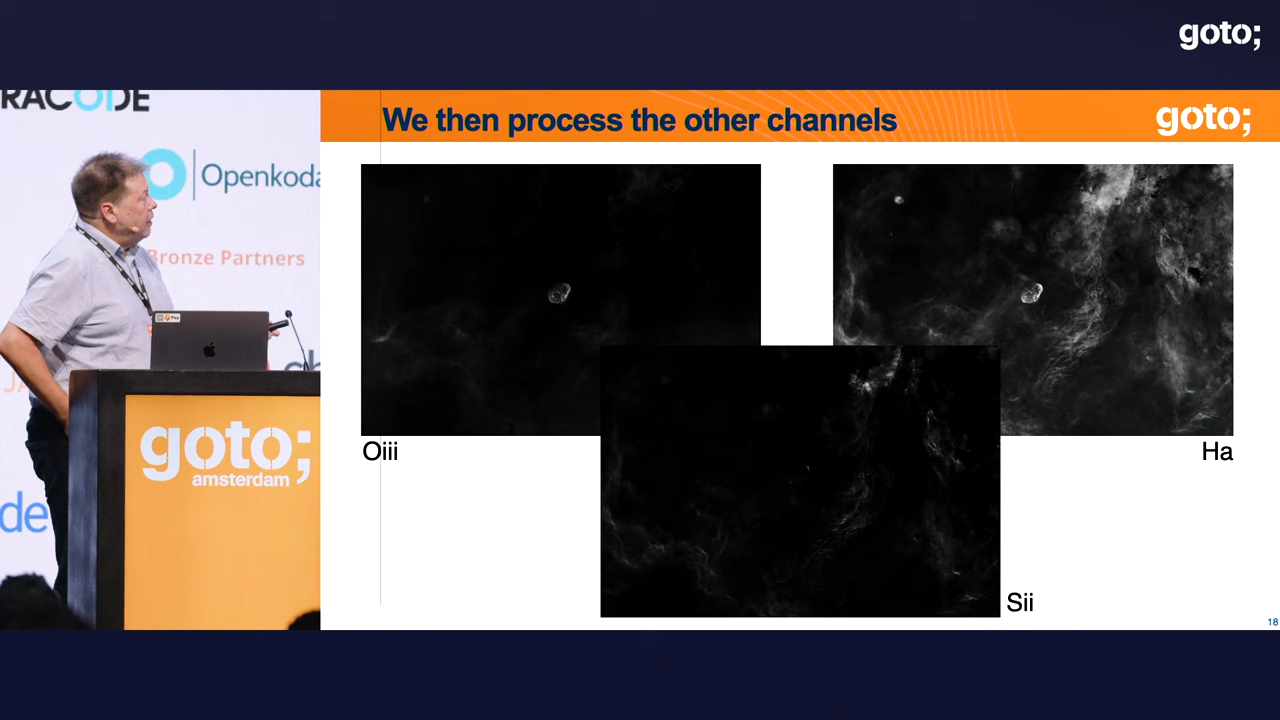 goto;
RACODE
Openkoda
Bronze Partners
goto;
amsterdam
de
We then process the other channels
goto;
Oiii
Ha
Sii
18